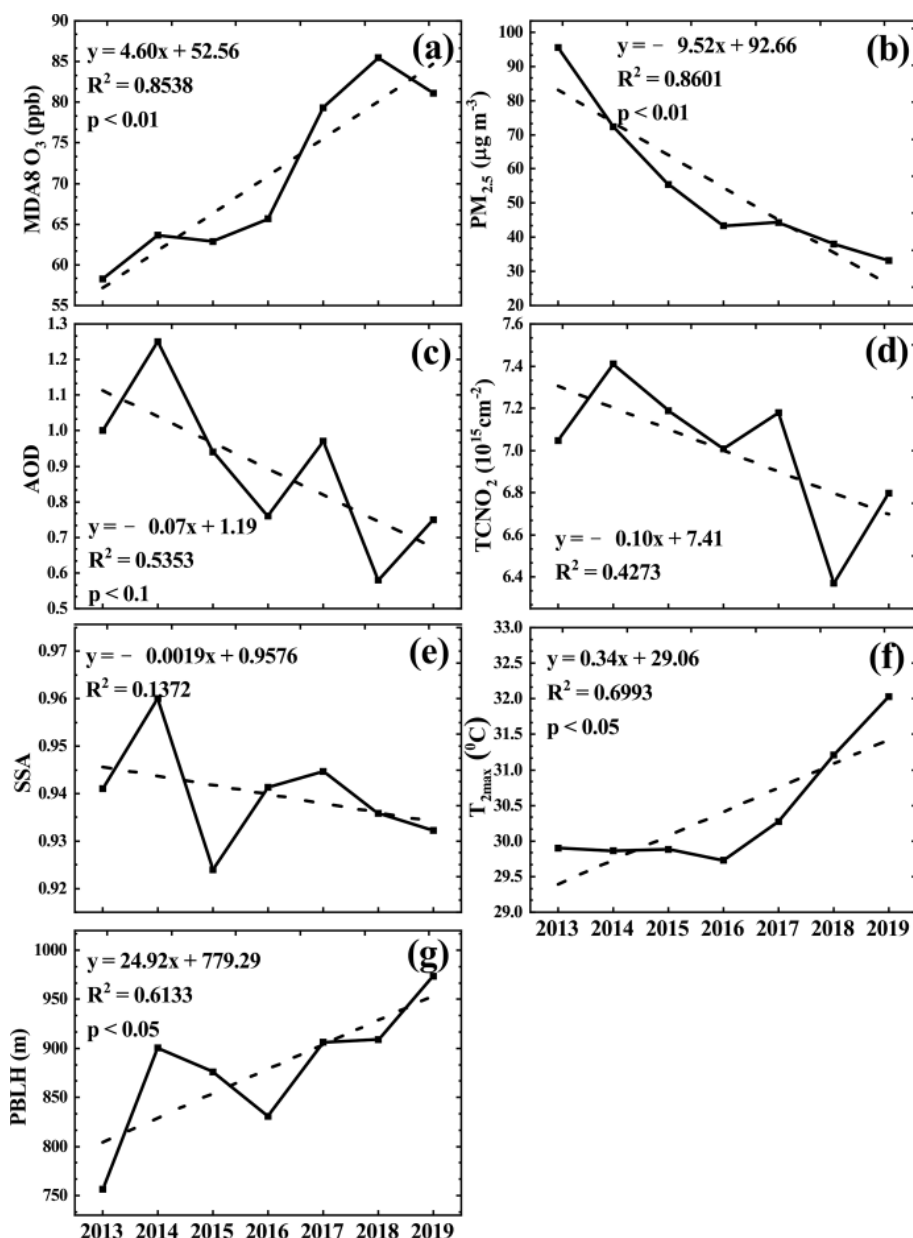 (a)
y = 4.60x + 52.56
R² = 0.8538
p < 0.01
MDA8 O₃ (ppb)
90
85
80
75
70
65
60
55
(b)
y = − 9.52x + 92.66
R² = 0.8601
p < 0.01
PM₂.₅ (μg m⁻³)
100
90
80
70
60
50
40
30
20
(c)
y = − 0.07x + 1.19
R² = 0.5353
p < 0.1
AOD
1.3
1.2
1.1
1.0
0.9
0.8
0.7
0.6
0.5
(d)
y = − 0.10x + 7.41
R² = 0.4273
TCNO₂ (10¹⁵cm⁻²)
7.6
7.2
6.8
6.4
(e)
y = − 0.0019x + 0.9576
R² = 0.1372
SSA
0.97
0.96
0.95
0.94
0.93
0.92
(f)
y = 0.34x + 29.06
R² = 0.6993
p < 0.05
T₂ₘₐₓ (⁰C)
33.0
32.5
32.0
31.5
31.0
30.5
30.0
29.5
29.0
2013 2014 2015 2016 2017 2018 2019
(g)
y = 24.92x + 779.29
R² = 0.6133
p < 0.05
PBLH (m)
1000
950
900
850
800
750
2013 2014 2015 2016 2017 2018 2019